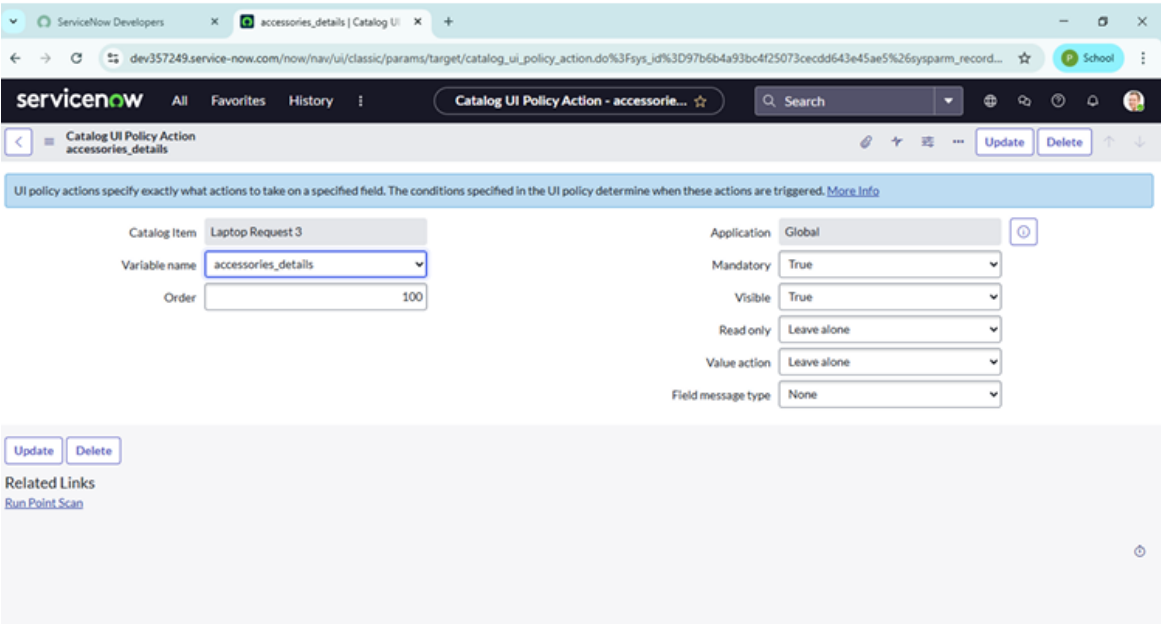 ServiceNow Developers
accessories_details | Catalog UI
dev357249.service-now.com/now/nav/ui/classic/params/target/catalog_ui_policy_action.do%3Fsys_id%3D97b6b4a93bc4f25073cecdd643e45ae5%26sysparm_record...
P School
servicenow All Favorites History Catalog UI Policy Action - accessorie... Search
Catalog UI Policy Action
accessories_details
Update Delete
UI policy actions specify exactly what actions to take on a specified field. The conditions specified in the UI policy determine when these actions are triggered. More Info
Catalog Item Laptop Request 3 Application Global
Variable name accessories_details Mandatory True
Order 100 Visible True
Read only Leave alone
Value action Leave alone
Field message type None
Update Delete
Related Links
Run Point Scan